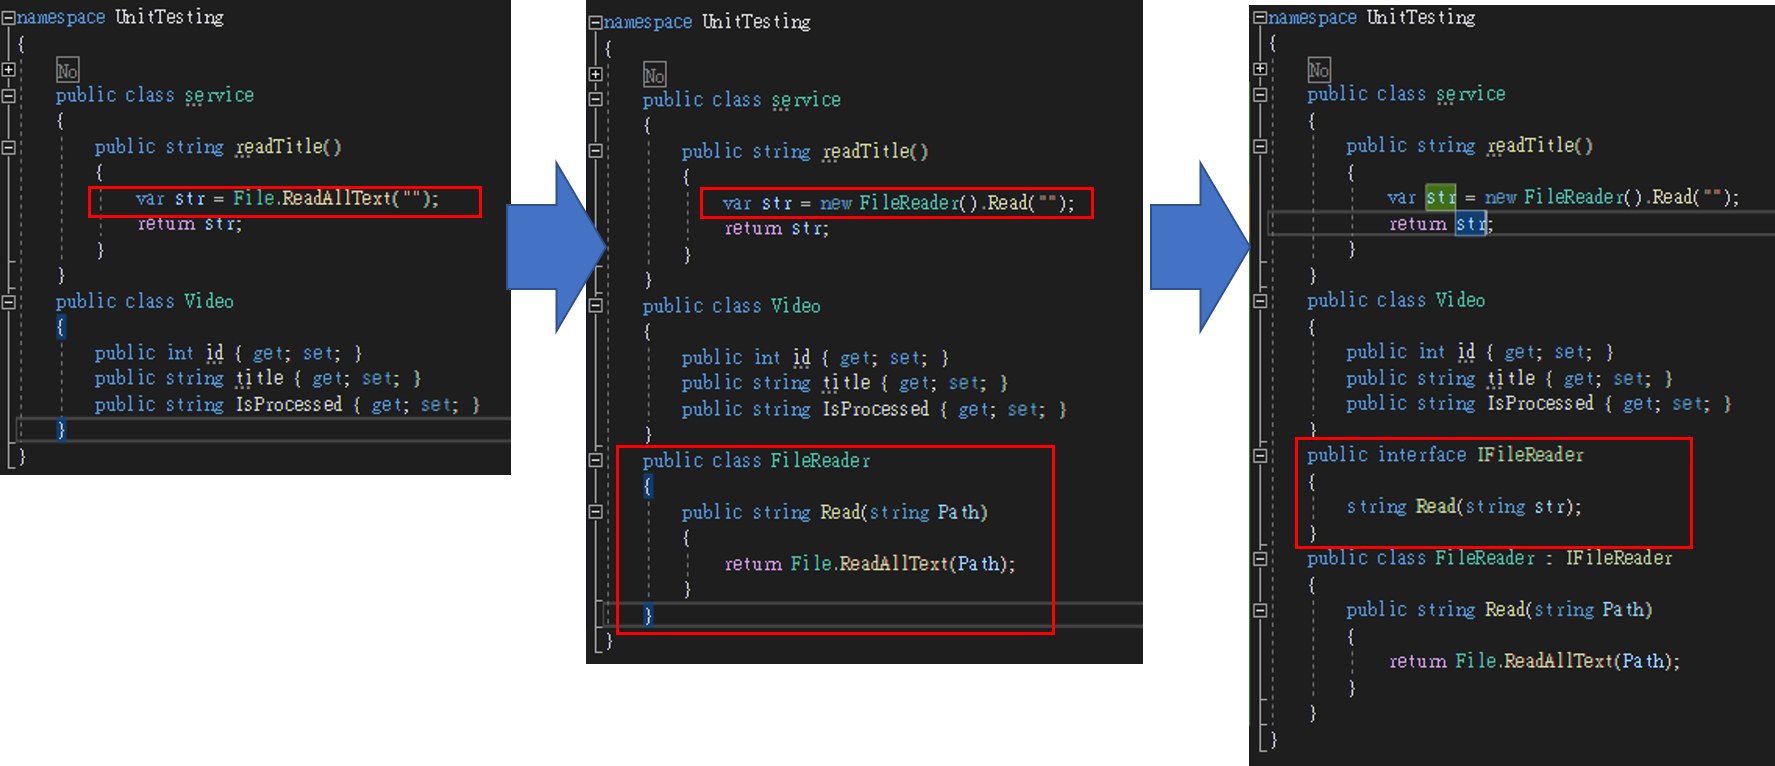 namespace UnitTesting
{
No
public class service
{
public string readTitle()
{
var str = File.ReadAllText("");
return str;
}
}
public class Video
{
public int id { get; set; }
public string title { get; set; }
public string IsProcessed { get; set; }
}
}
namespace UnitTesting
{
No
public class service
{
public string readTitle()
{
var str = new FileReader().Read("");
return str;
}
}
public class Video
{
public int id { get; set; }
public string title { get; set; }
public string IsProcessed { get; set; }
}
public class FileReader
{
public string Read(string Path)
{
return File.ReadAllText(Path);
}
}
}
namespace UnitTesting
{
No
public class service
{
public string readTitle()
{
var str = new FileReader().Read("");
return str;
}
}
public class Video
{
public int id { get; set; }
public string title { get; set; }
public string IsProcessed { get; set; }
}
public interface IFileReader
{
string Read(string str);
}
public class FileReader : IFileReader
{
public string Read(string Path)
{
return File.ReadAllText(Path);
}
}
}